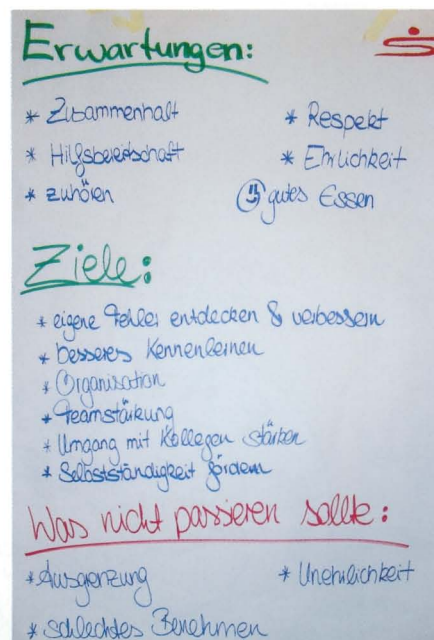 Erwartungen:
* Zusammenhalt
* Hilfsbereitschaft
* zuhören
* Respekt
* Ehrlichkeit
gutes Essen
Ziele:
* eigene Fehler entdecken & verbessern
* besseres Kennenlernen
* Organisation
* Teamstärkung
* Umgang mit Kollegen stärken
* Selbstständigkeit fördern
Was nicht passieren sollte:
* Ausgrenzung
* schlechtes Benehmen
* Unehrlichkeit